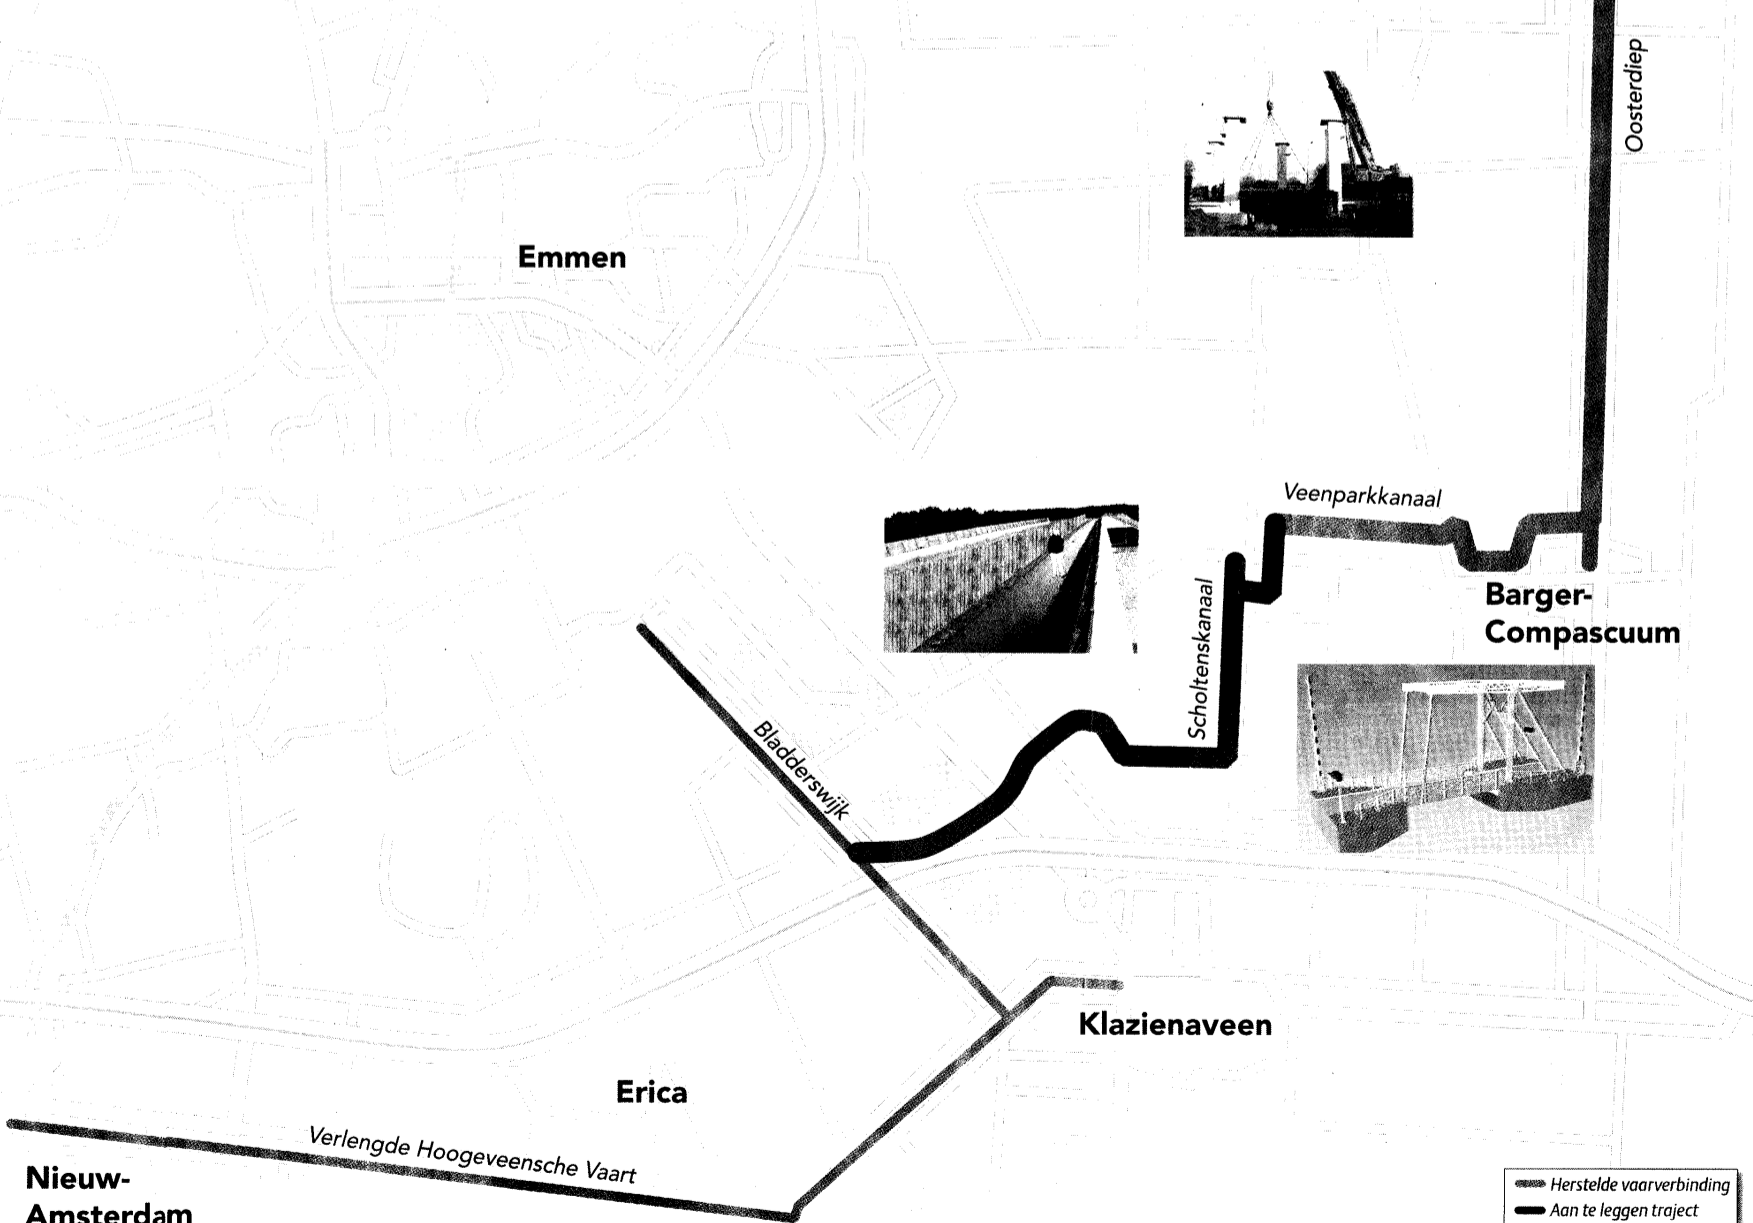 Oosterdiep
Emmen
Veenparkkanaal
Barger-
Compascuum
Scholtenskanaal
Bladderswijk
Klazienaveen
Erica
Verlengde Hoogeveensche Vaart
Nieuw-
Amsterdam
Herstelde vaarverbinding
Aan te leggen traject